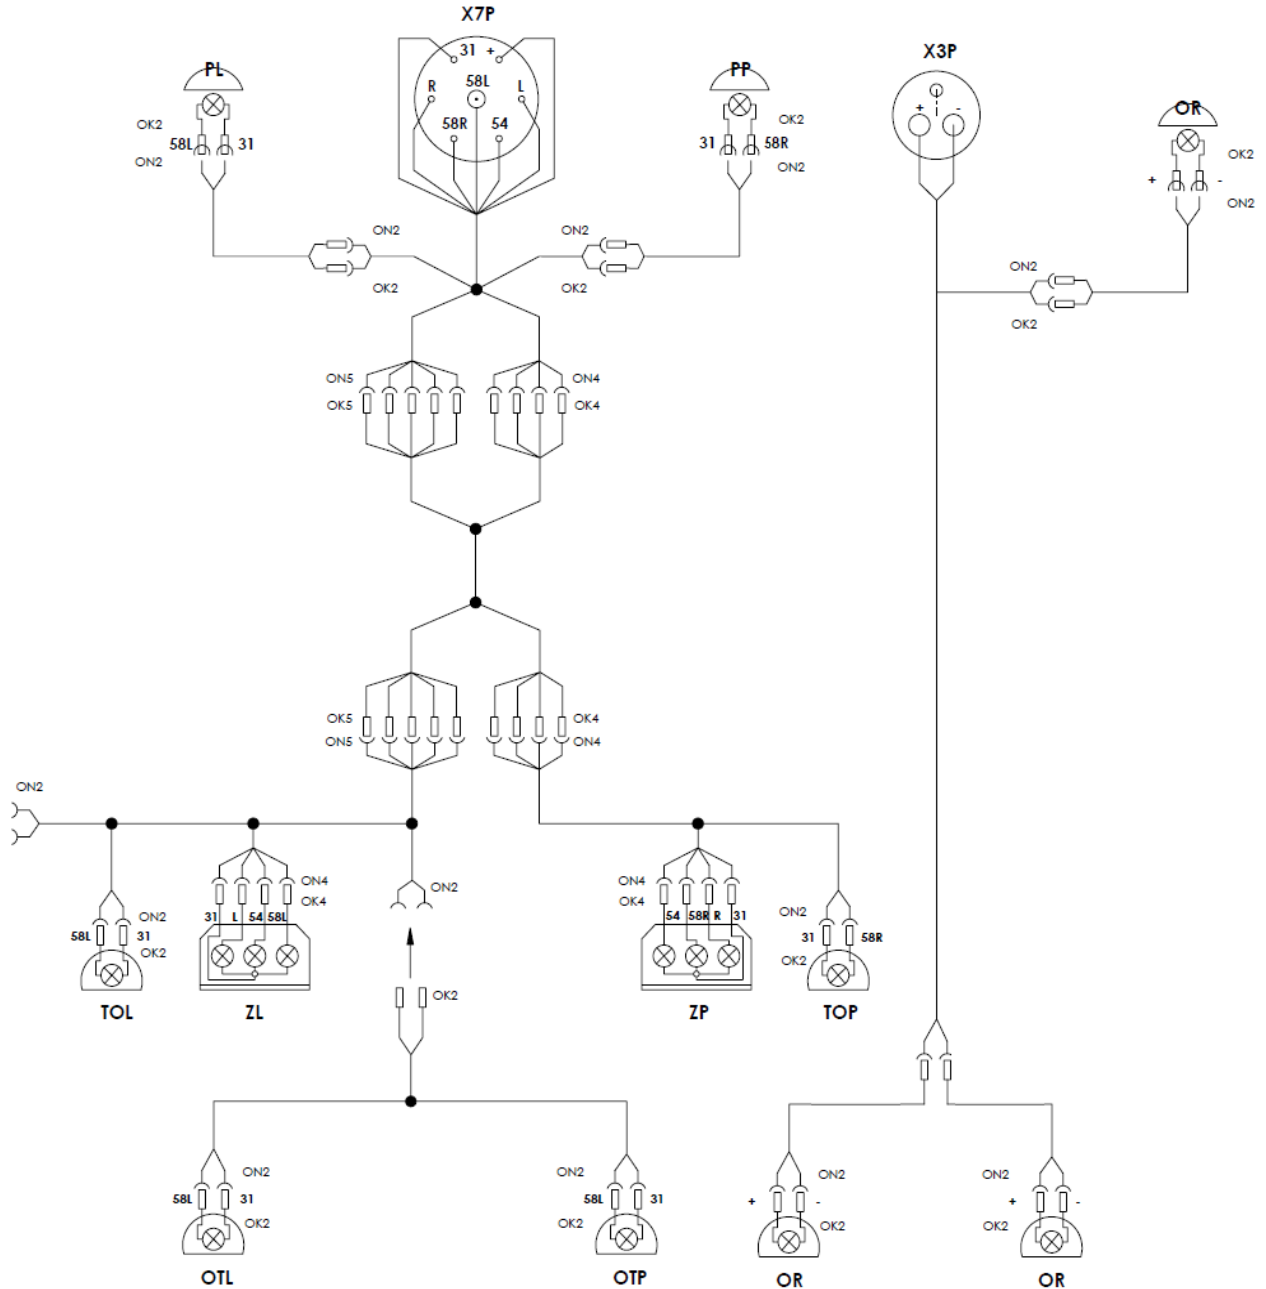 X7P
X3P
PL
31 +
PP
R
58L
L
OR
OK2
58R 54
OK2
+ -
58L
31
31
58R
OK2
ON2
ON2
+
-
ON2
ON2
ON2
OK2
OK2
ON2
OK2
ON5
ON4
OK5
OK4
OK5
OK4
ON5
ON4
ON2
ON4
OK4
ON2
ON4
OK4
31 L 54 58L
54 58R R 31
ON2
58L
31
OK2
ON2
31
58R
OK2
TOL
ZL
OK2
ZP
TOP
ON2
58L
31
OK2
ON2
58L
31
OK2
ON2
+
-
OK2
ON2
+
-
OK2
OTL
OTP
OR
OR